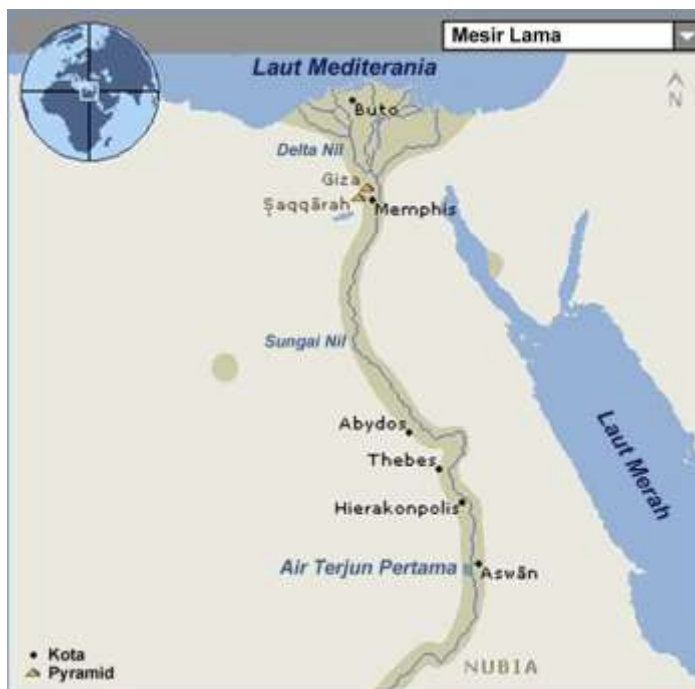 Mesir Lama
Laut Mediterania
N
Buto
Delta Nil
Giza
Şaqqārah
Memphis
Sungai Nil
Abydos
Thebes
Laut Merah
Hierakonpolis
Air Terjun Pertama
Aswān
Kota
Pyramid
NUBIA